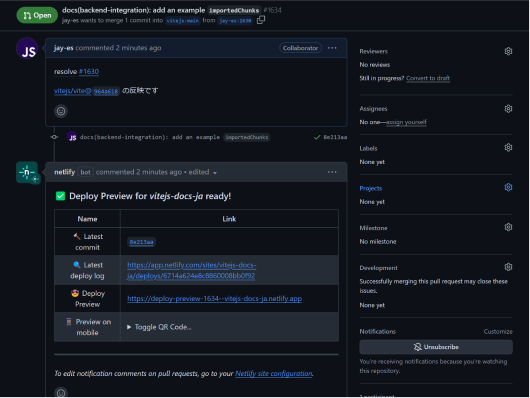 Open
docs(backend-integration): add an example importedChunks #1634
jay-es wants to merge 1 commit into vitejs:main from jay-es:1630
JS
jay-es commented 2 minutes ago
Collaborator
resolve #1630
vitejs/vite@ 964a618 の反映です
JS docs(backend-integration): add an example importedChunks
8e213aa
netlify bot commented 2 minutes ago • edited
Deploy Preview for vitejs-docs-ja ready!
Name Link
Latest commit 8e213aa
Latest deploy log https://app.netlify.com/sites/vitejs-docs-
ja/deploys/6714a624e8c8860008bb0f92
Deploy Preview https://deploy-preview-1634--vitejs-docs-ja.netlify.app
Preview on mobile Toggle QR Code...
To edit notification comments on pull requests, go to your Netlify site configuration.
Reviewers
No reviews
Still in progress? Convert to draft
Assignees
No one—assign yourself
Labels
None yet
Projects
None yet
Milestone
No milestone
Development
Successfully merging this pull request may close these
issues.
None yet
Notifications Customize
Unsubscribe
You're receiving notifications because you're watching
this repository.